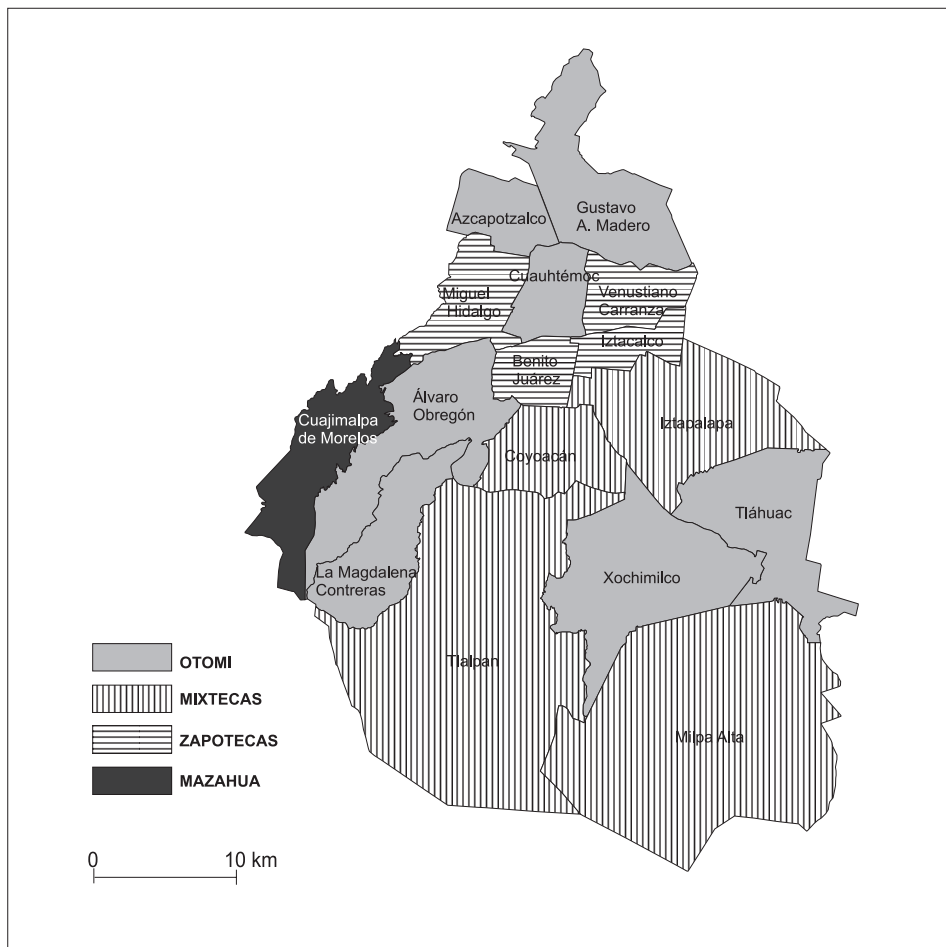 Azcapotzalco
Gustavo
A. Madero
Cuauhtémoc
Miguel
Hidalgo
Venustiano
Carranza
Iztacalco
Benito
Juárez
Álvaro
Obregón
Cuajimalpa
de Morelos
Iztapalapa
Coyoacán
Tláhuac
La Magdalena
Contreras
Xochimilco
Tlalpan
Milpa Alta
OTOMI
MIXTECAS
ZAPOTECAS
MAZAHUA
0 10 km